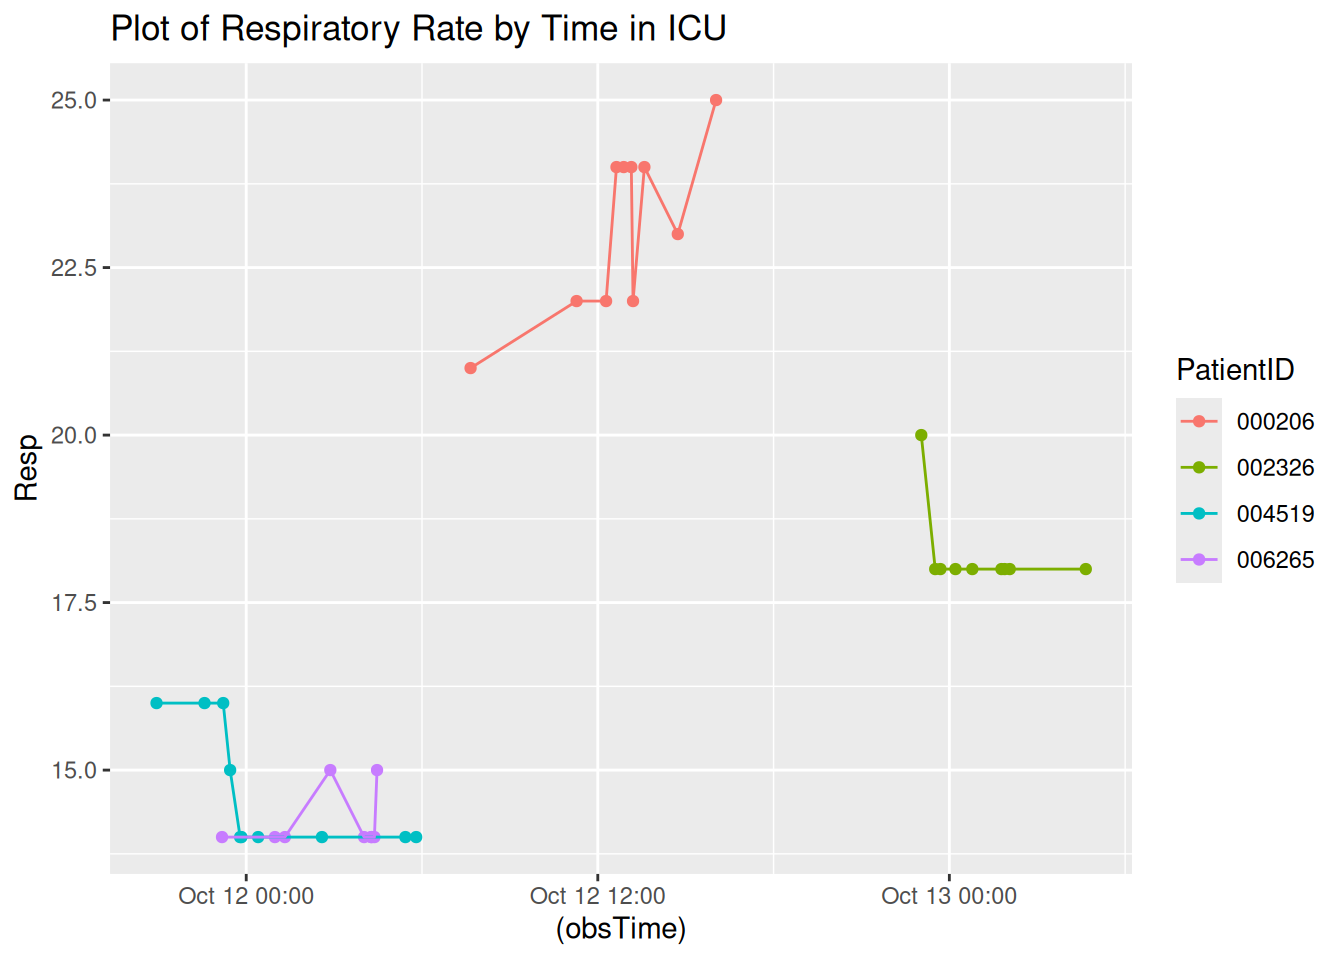 Plot of Respiratory Rate by Time in ICU
25.0
22.5
20.0
17.5
15.0
Resp
Oct 12 00:00
Oct 12 12:00
Oct 13 00:00
(obsTime)
PatientID
000206
002326
004519
006265